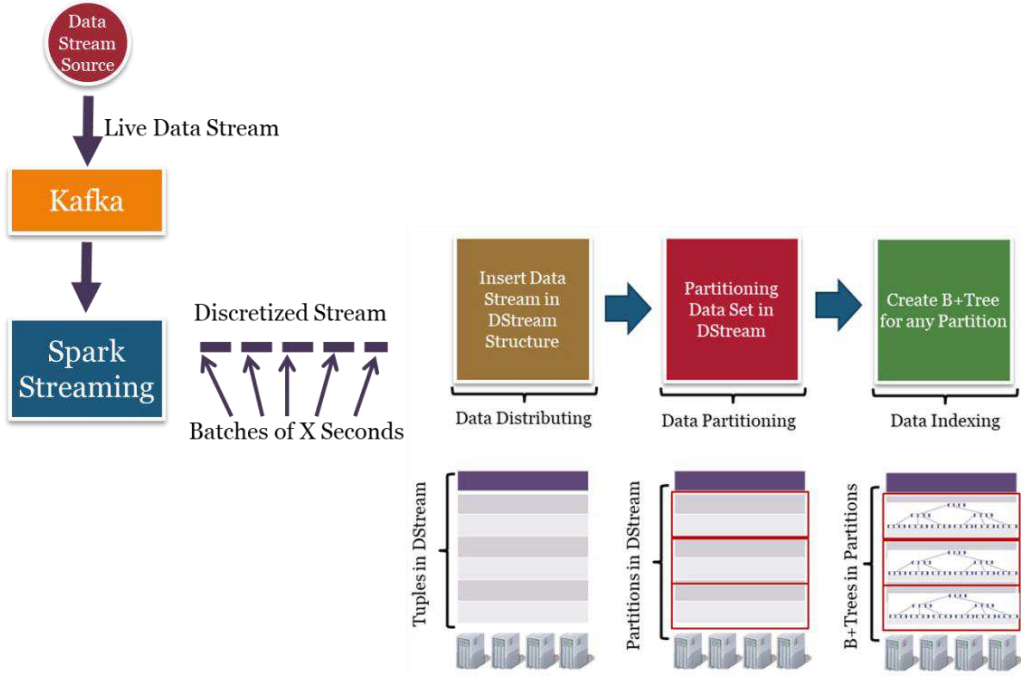 Data
Stream
Source
Live Data Stream
Kafka
Spark
Streaming
Discretized Stream
Batches of X Seconds
Insert Data
Stream in
DStream
Structure
Partitioning
Data Set in
DStream
Create B+Tree
for any Partition
Data Distributing
Data Partitioning
Data Indexing
Tuples in DStream
Partitions in DStream
B+Trees in Partitions